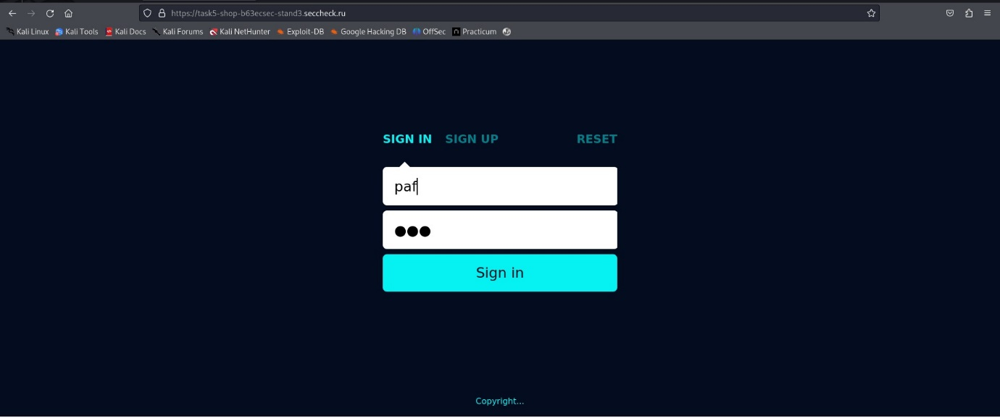 https://task5-shop-b63ecsec-stand3.seccheck.ru
Kali Linux Kali Tools Kali Docs Kali Forums Kali NetHunter Exploit-DB Google Hacking DB OffSec Practicum
SIGN IN SIGN UP RESET
paf
Sign in
Copyright...